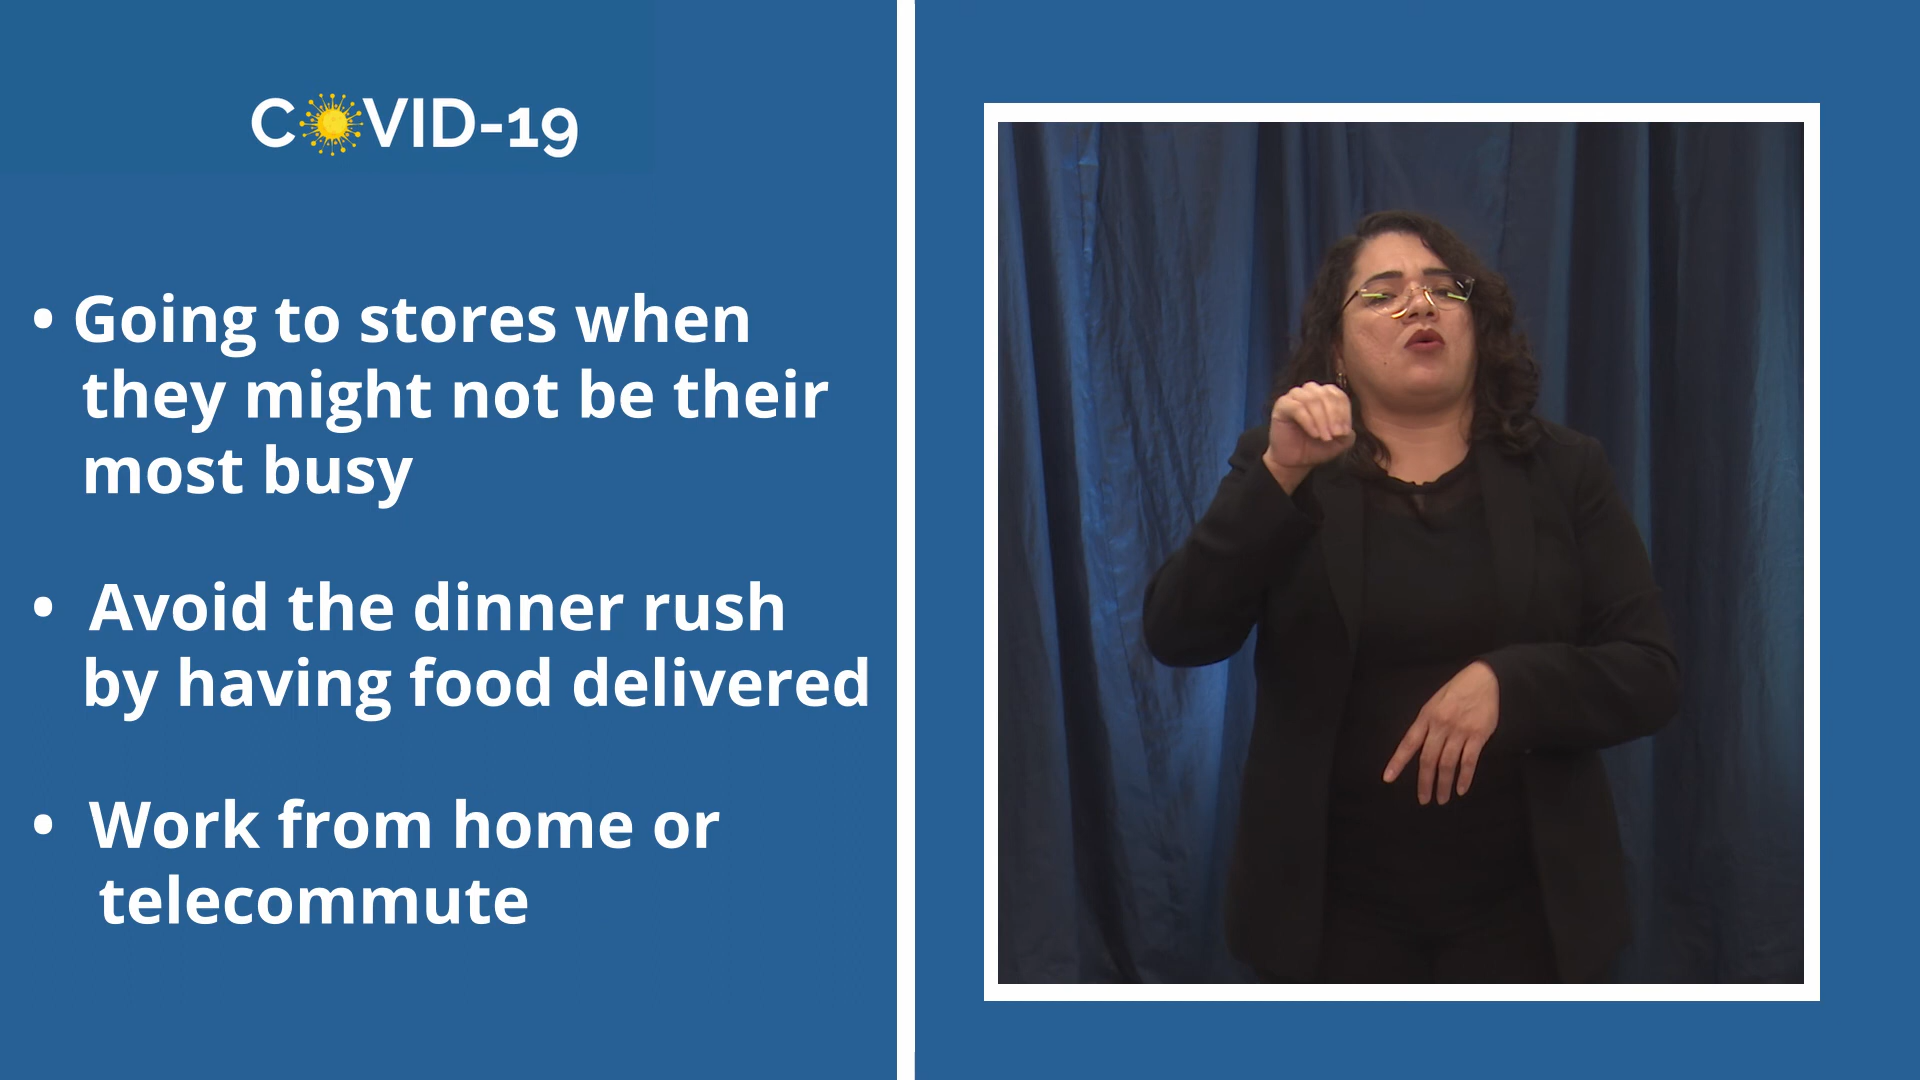 COVID-19
• Going to stores when
they might not be their
most busy
• Avoid the dinner rush
by having food delivered
• Work from home or
telecommute